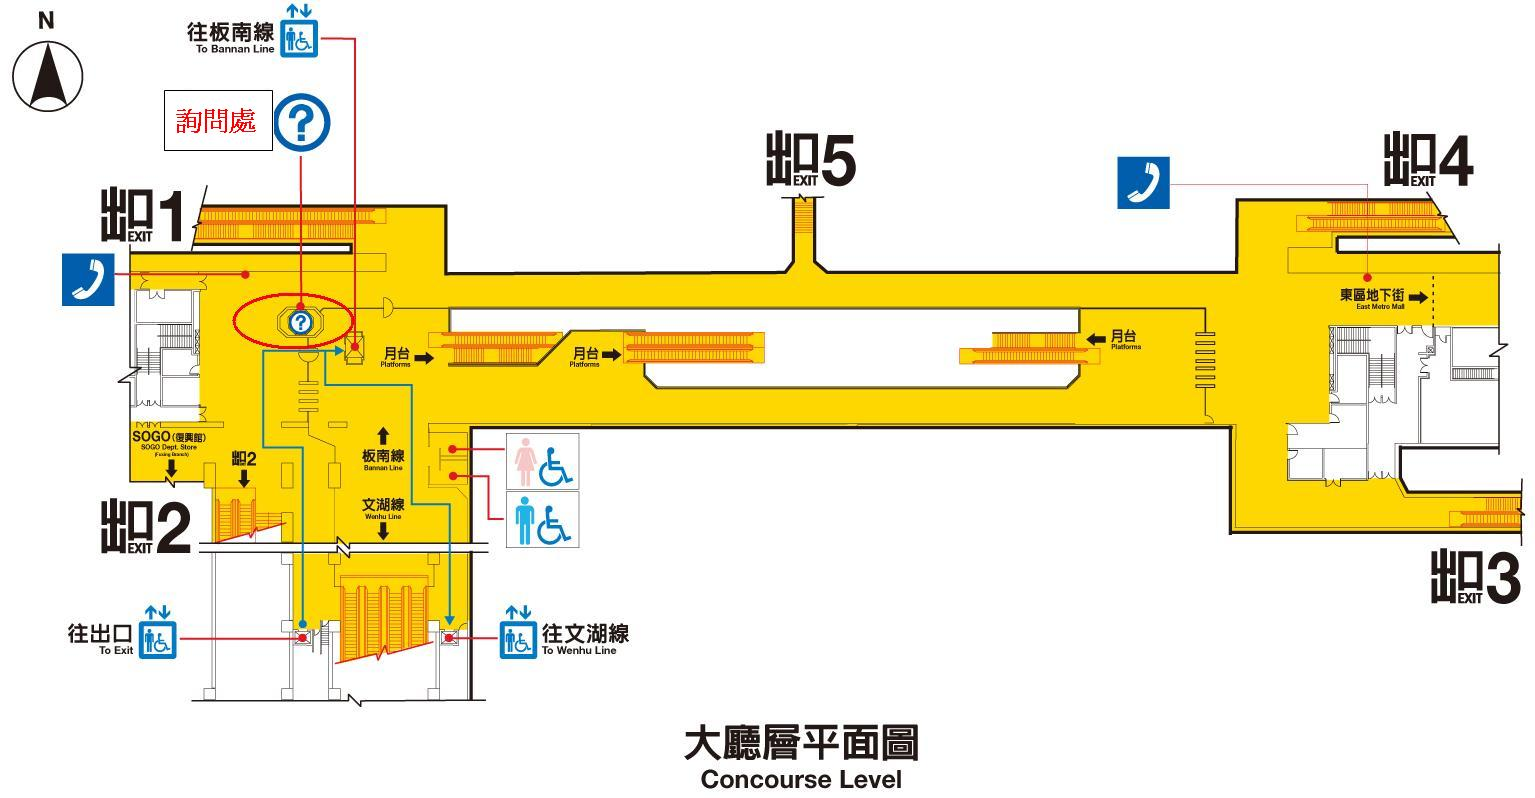 N
往板南線
To Bannan Line
詢問處
?
出口1
EXIT
出口5
EXIT
出口4
EXIT
?
東區地下街
East Metro Mall
月台
Platforms
月台
Platforms
月台
Platforms
SOGO(復興館)
SOGO Dept. Store
(Fuxing Branch)
出口2
板南線
Bannan Line
文湖線
Wenhu Line
出口2
EXIT
出口3
EXIT
往出口
To Exit
往文湖線
To Wenhu Line
大廳層平面圖
Concourse Level